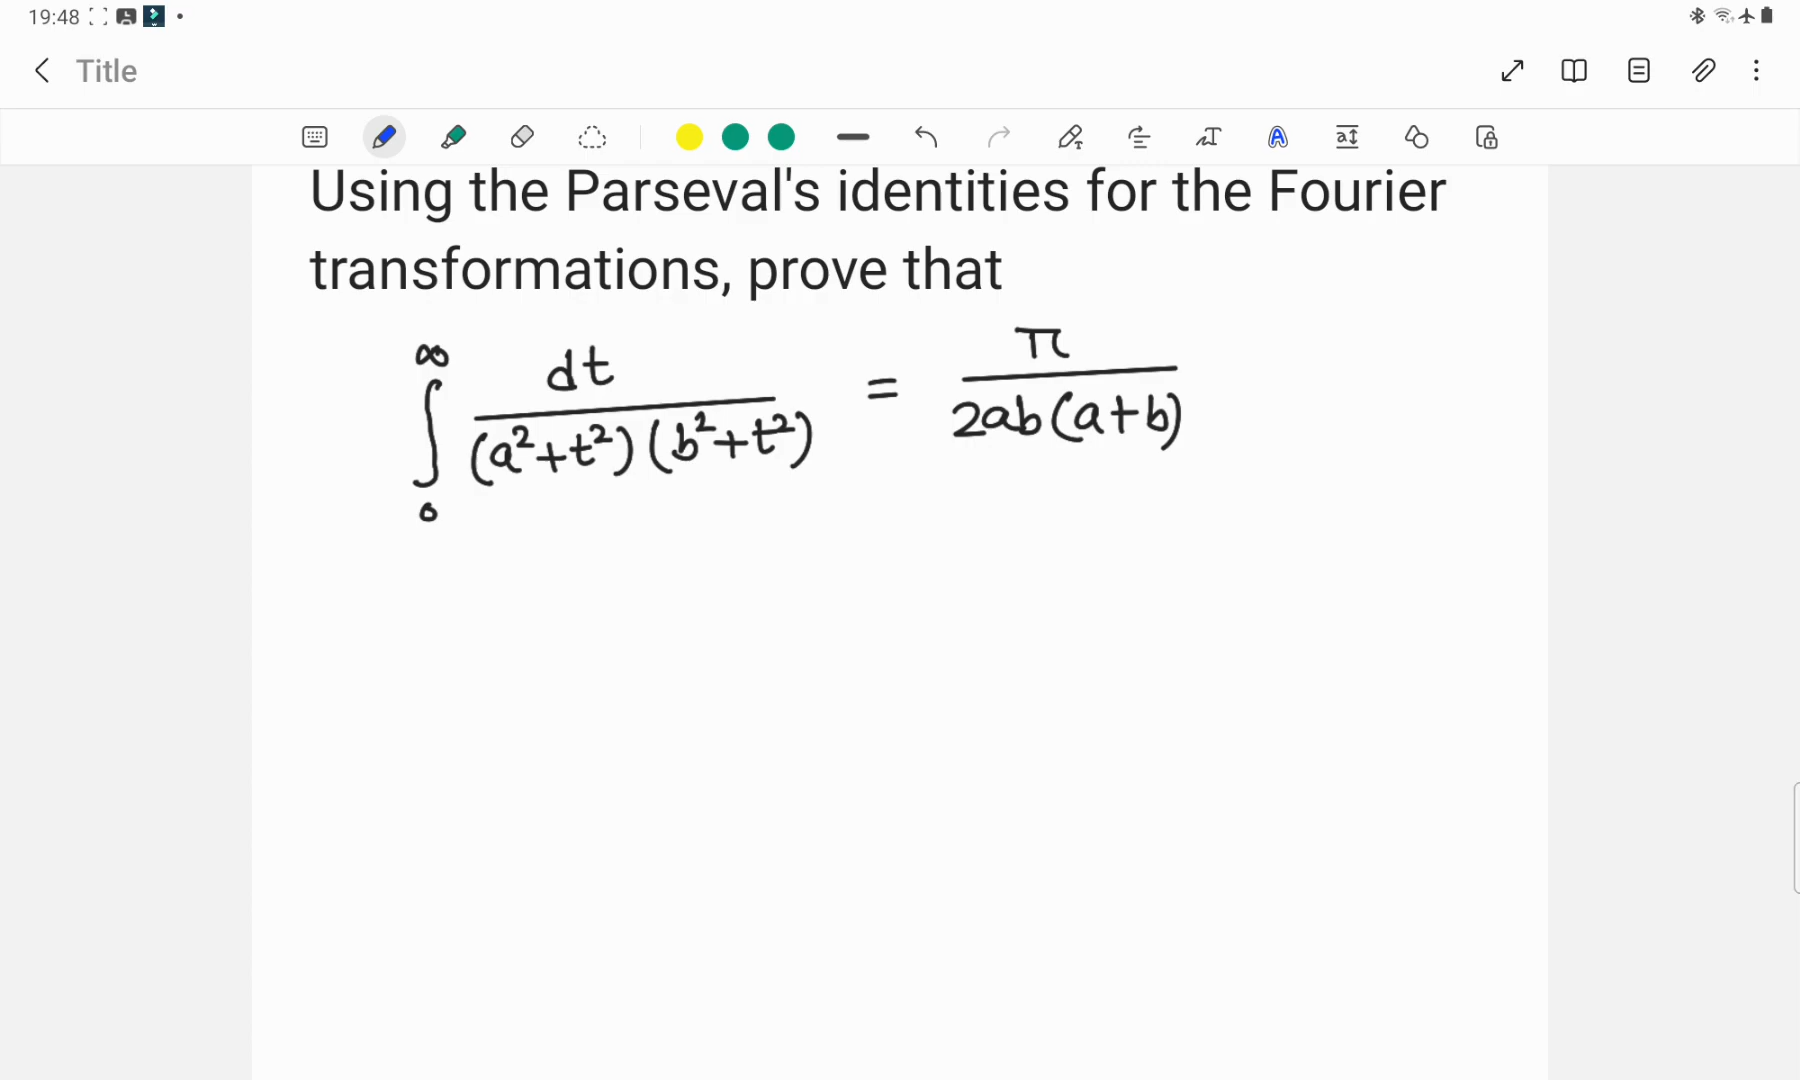 19:48
Title
Using the Parseval's identities for the Fourier
transformations, prove that
∫₀^∞ dt / (a²+t²)(b²+t²) = π / 2ab(a+b)